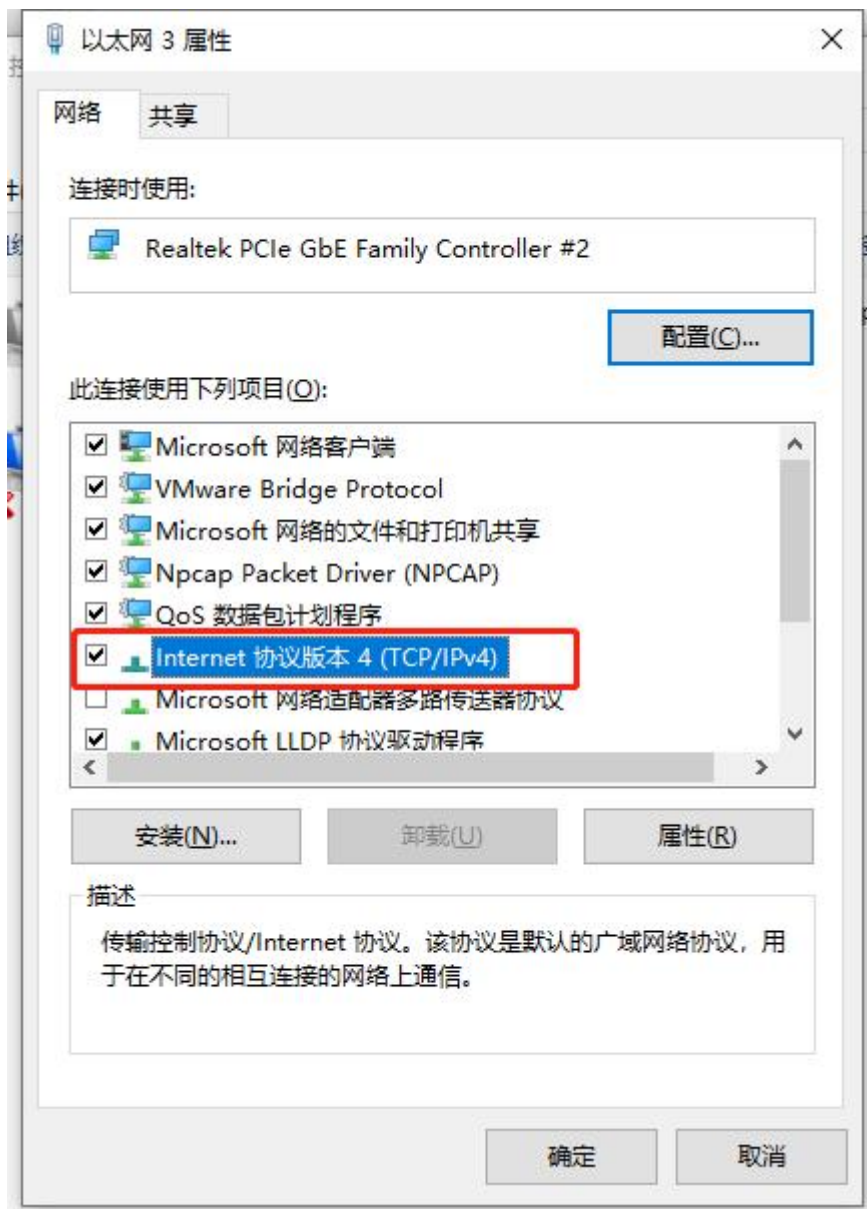 以太网 3 属性
网络
共享
连接时使用:
Realtek PCIe GbE Family Controller #2
配置(C)...
此连接使用下列项目(O):
Microsoft 网络客户端
VMware Bridge Protocol
Microsoft 网络的文件和打印机共享
Npcap Packet Driver (NPCAP)
QoS 数据包计划程序
Internet 协议版本 4 (TCP/IPv4)
Microsoft 网络适配器多路传送器协议
Microsoft LLDP 协议驱动程序
安装(N)...
卸载(U)
属性(R)
描述
传输控制协议/Internet 协议。该协议是默认的广域网络协议，用
于在不同的相互连接的网络上通信。
确定
取消